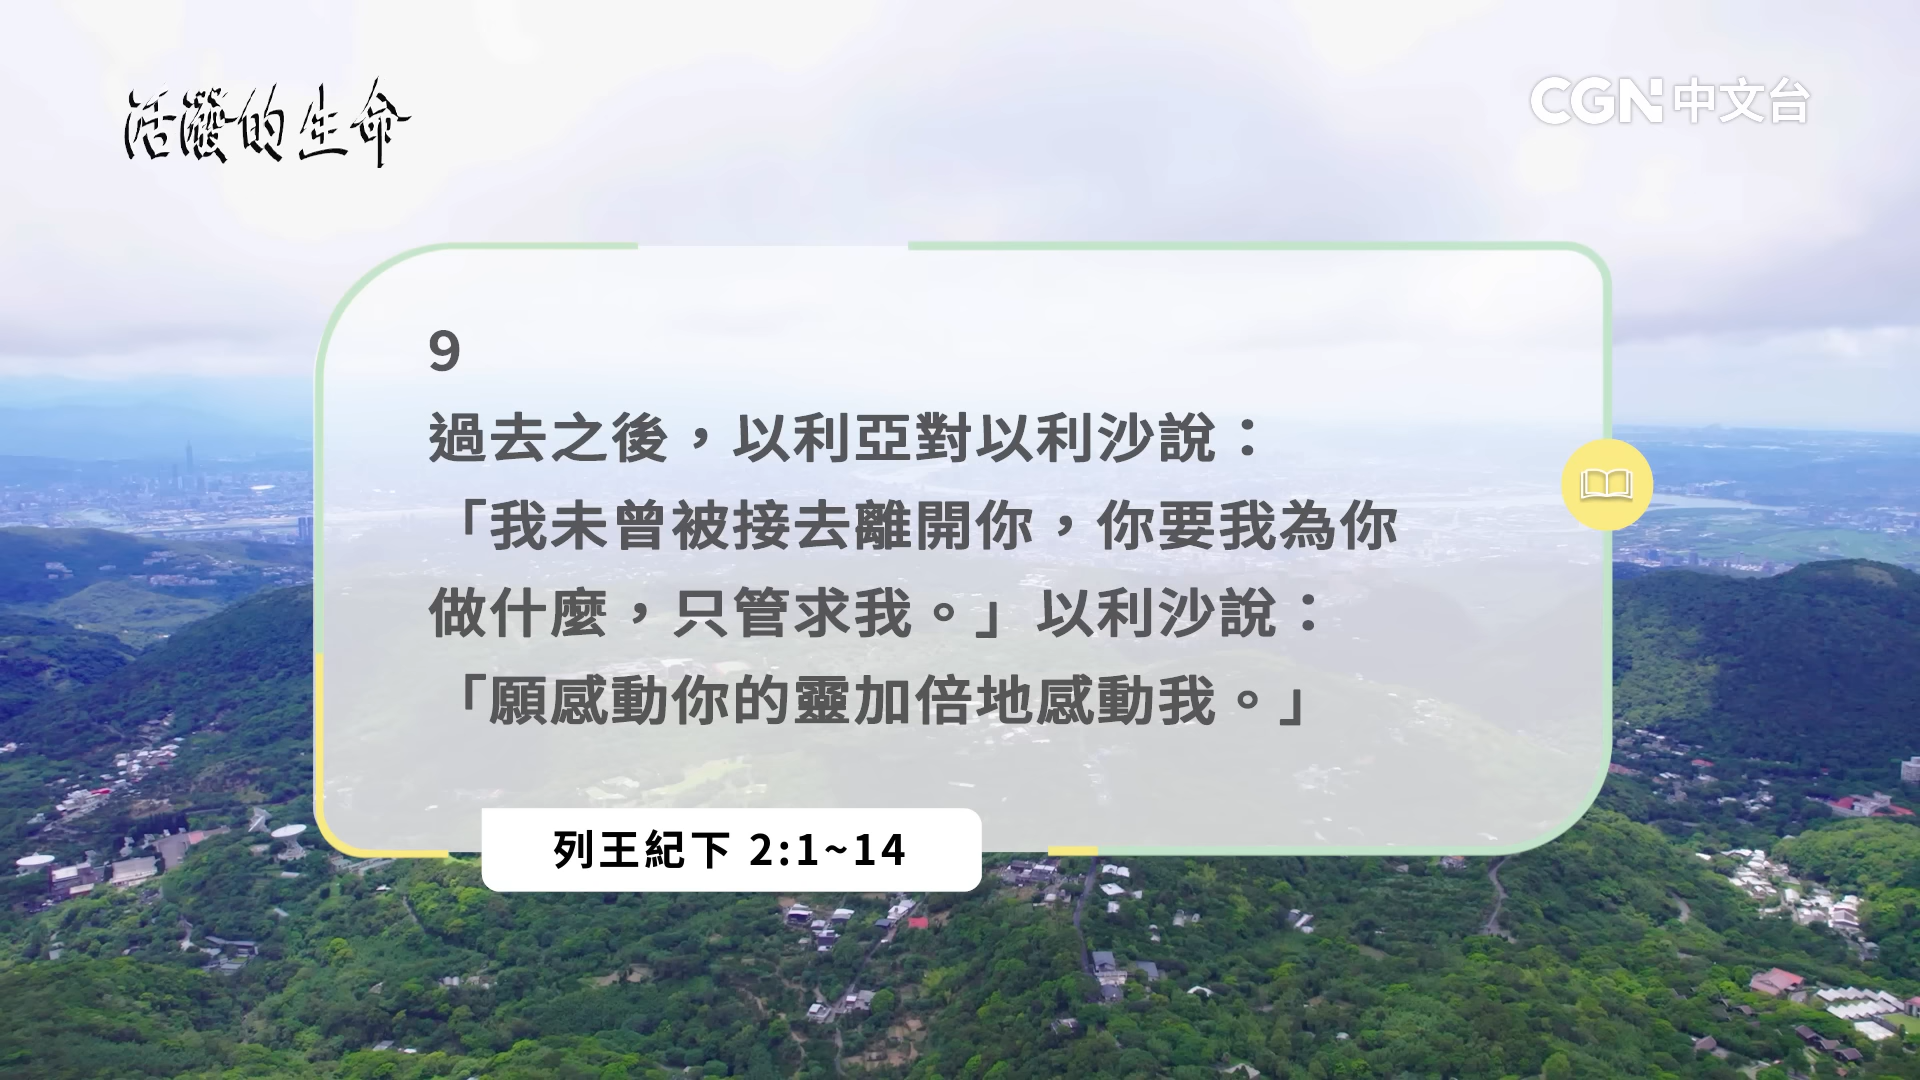 活潑的生命
CGN中文台
9
過去之後，以利亞對以利沙說：
「我未曾被接去離開你，你要我為你
做什麼，只管求我。」以利沙說：
「願感動你的靈加倍地感動我。」
列王紀下 2:1~14